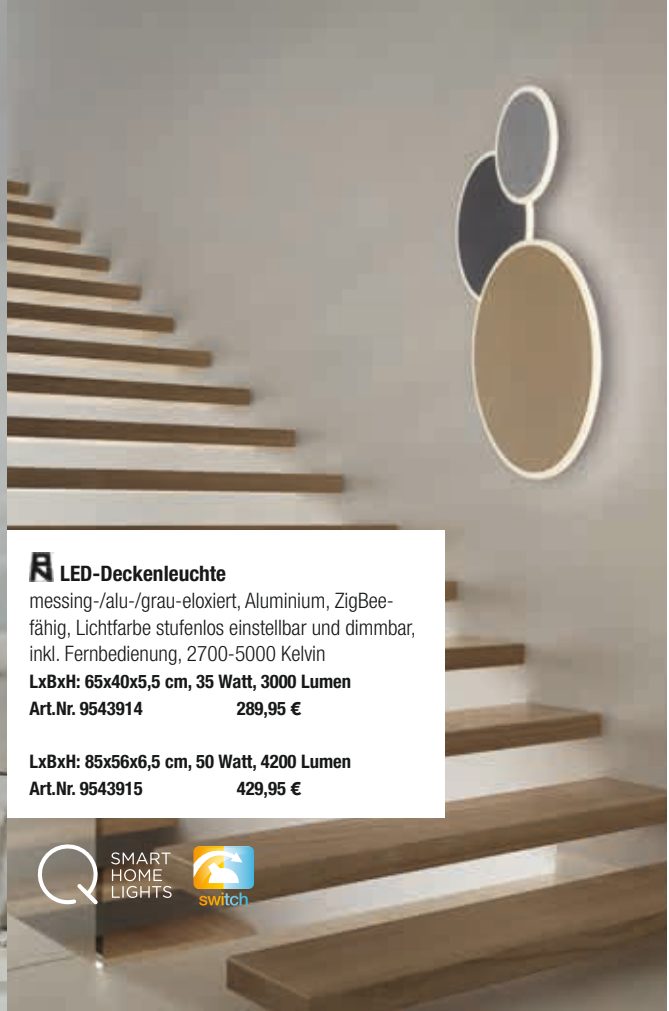 LED-Deckenleuchte
messing-/alu-/grau-eloxiert, Aluminium, ZigBee-
fähig, Lichtfarbe stufenlos einstellbar und dimmbar,
inkl. Fernbedienung, 2700-5000 Kelvin
LxBxH: 65x40x5,5 cm, 35 Watt, 3000 Lumen
Art.Nr. 9543914 289,95 €
LxBxH: 85x56x6,5 cm, 50 Watt, 4200 Lumen
Art.Nr. 9543915 429,95 €
Q SMART
HOME
LIGHTS
switch